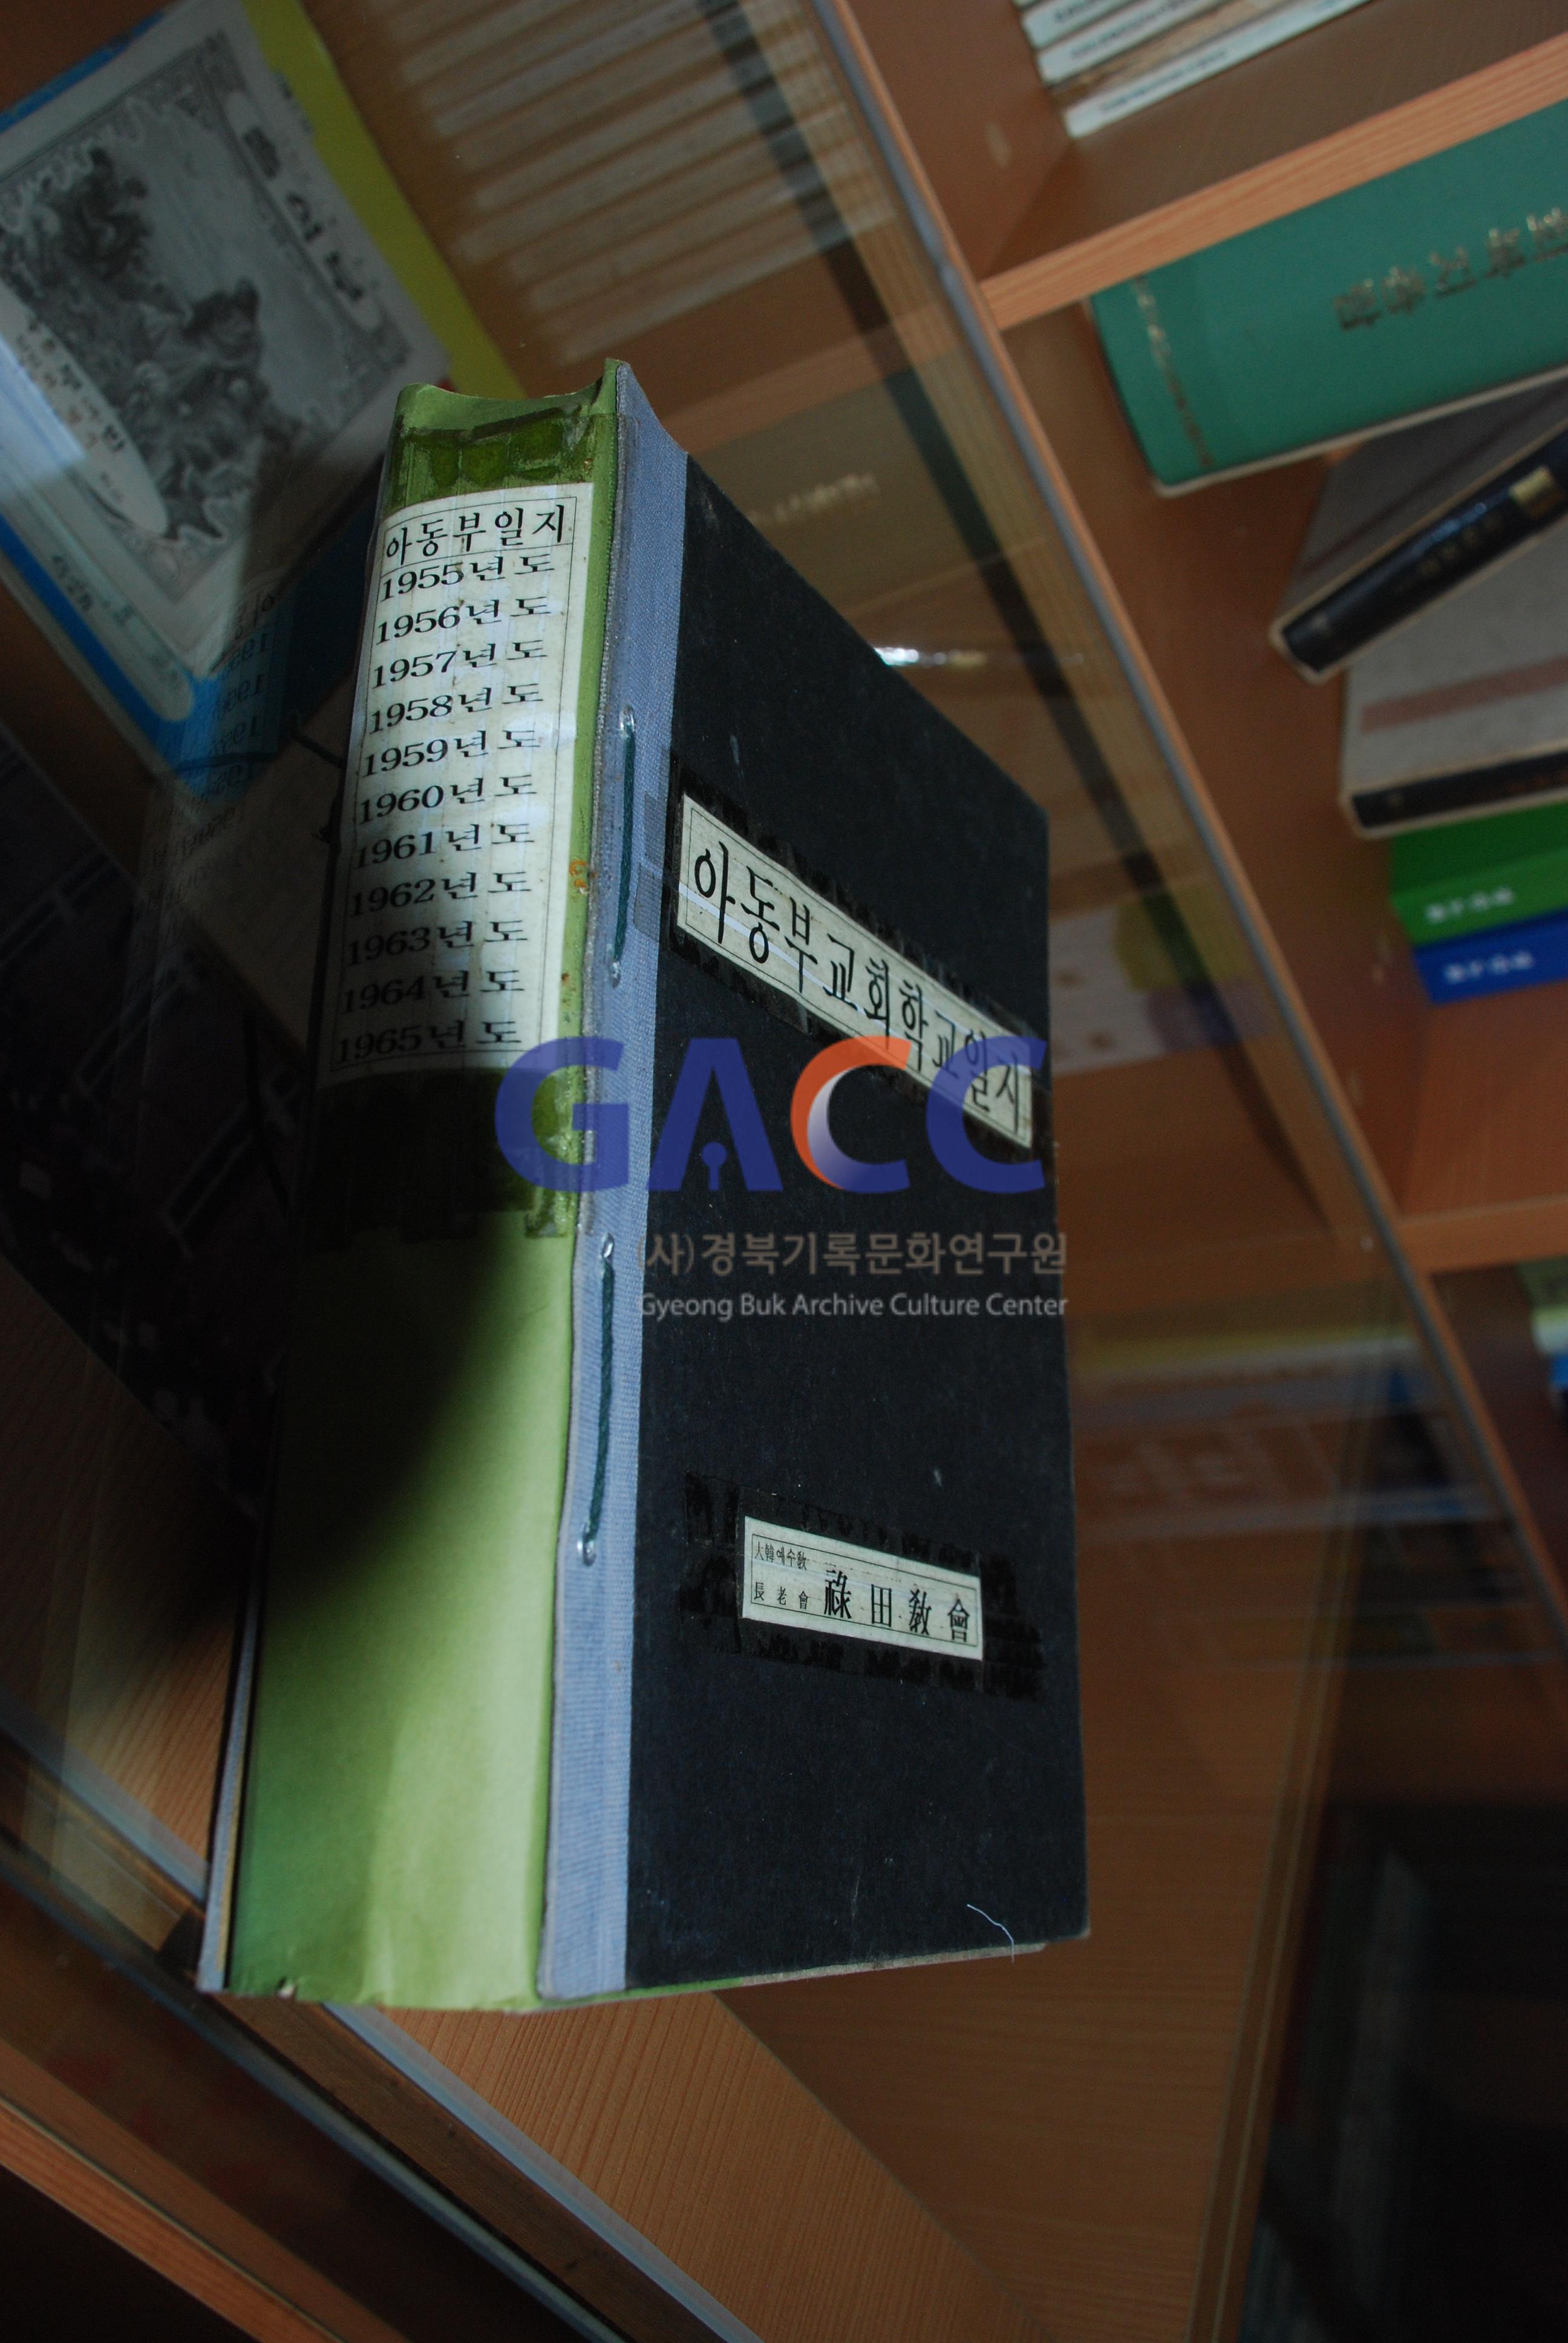 아동부일지
1955년도
1956년도
1957년도
1958년도
1959년도
1960년도
1961년도
1962년도
1963년도
1964년도
1965년도
아동부교회학교일지
GACC
(사)경북기록문화연구원
Gyeong Buk Archive Culture Center
大韓예수敎
長老會 祿田敎會